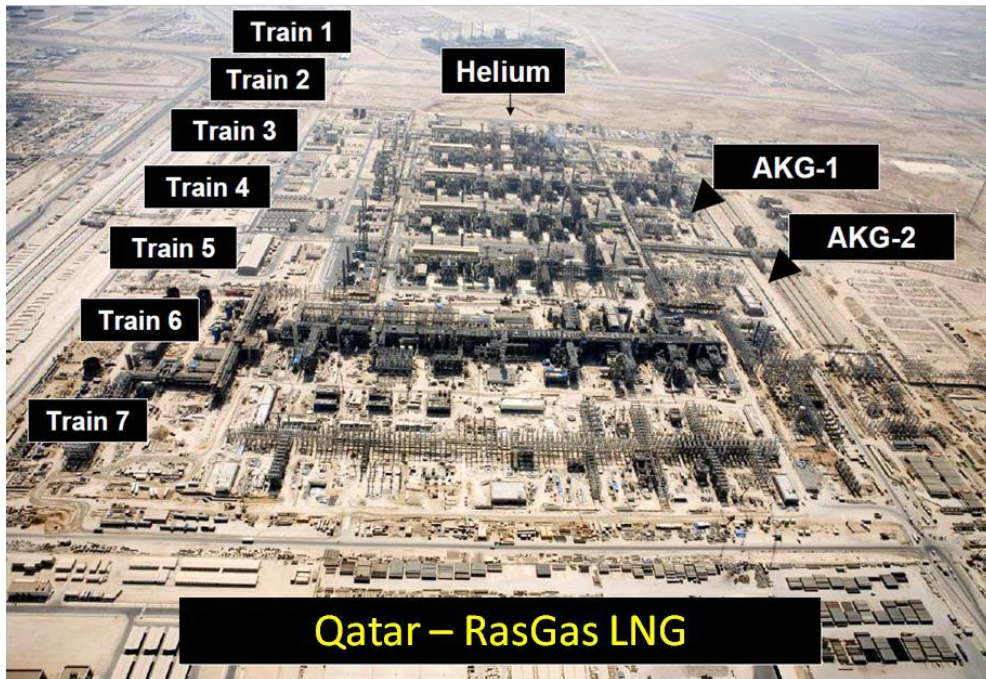 Train 1
Train 2
Helium
Train 3
Train 4
AKG-1
Train 5
AKG-2
Train 6
Train 7
Qatar – RasGas LNG